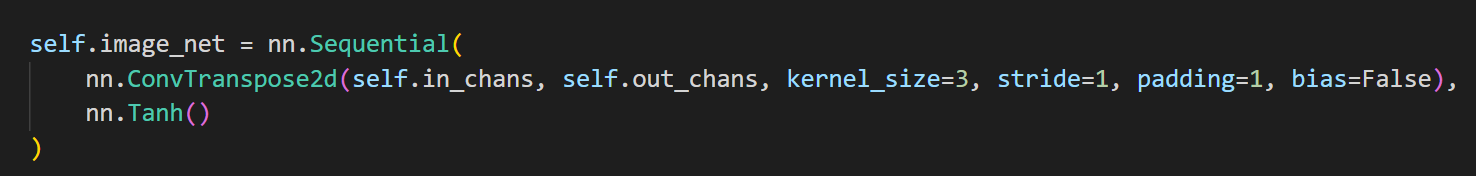 self.image_net = nn.Sequential(
    nn.ConvTranspose2d(self.in_chans, self.out_chans, kernel_size=3, stride=1, padding=1, bias=False),
    nn.Tanh()
)